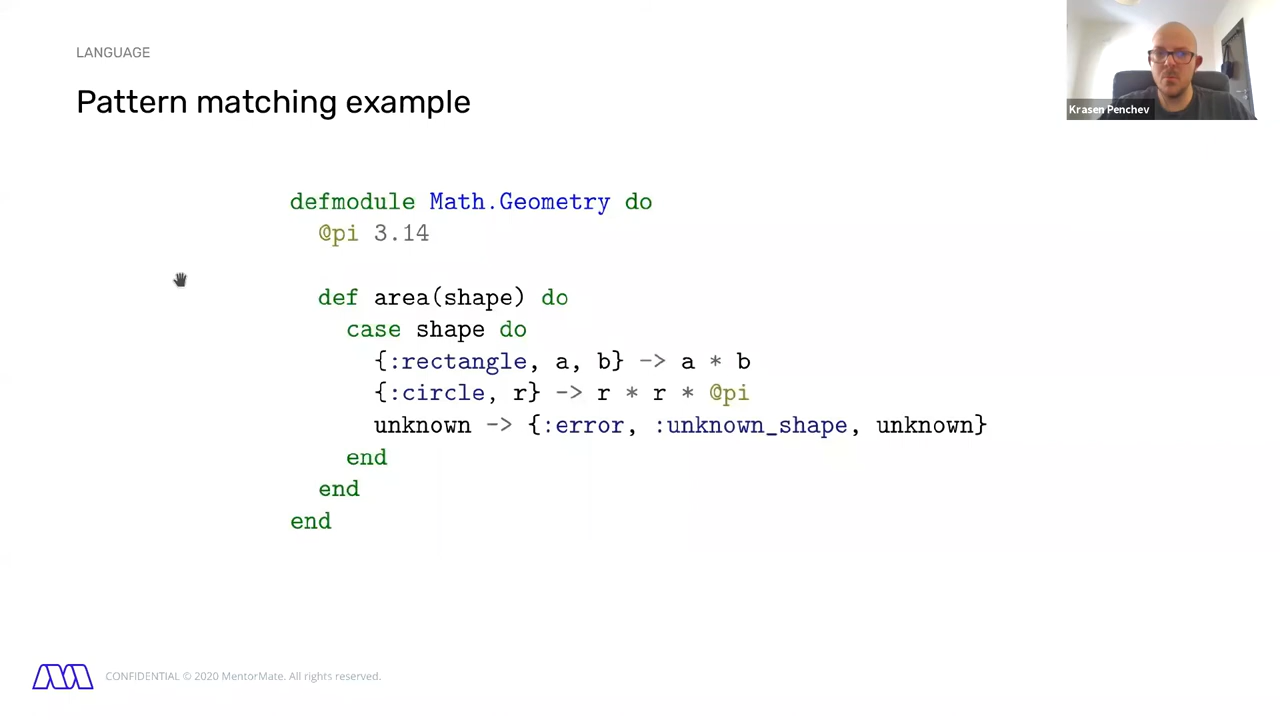 LANGUAGE
Pattern matching example
Krasen Penchev
defmodule Math.Geometry do
  @pi 3.14
  def area(shape) do
    case shape do
      {:rectangle, a, b} -> a * b
      {:circle, r} -> r * r * @pi
      unknown -> {:error, :unknown_shape, unknown}
    end
  end
end
CONFIDENTIAL © 2020 MentorMate. All rights reserved.